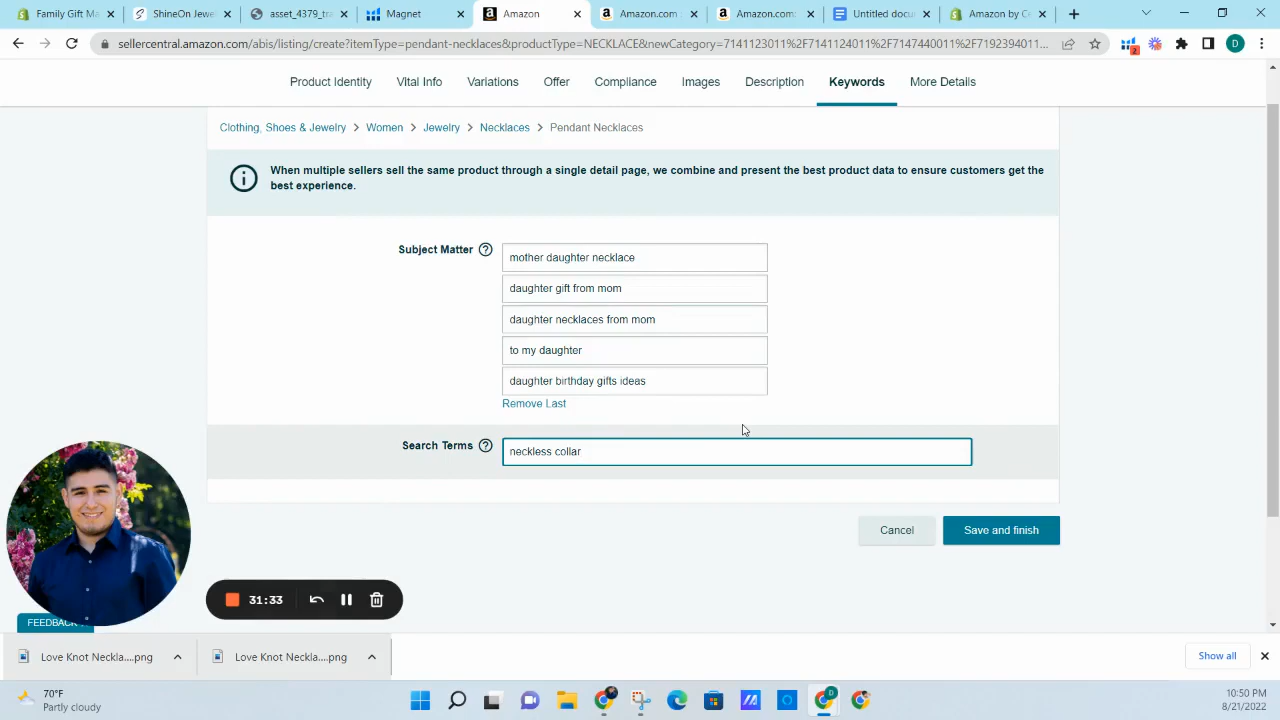 Family Gift Ma
ShineOn Jewel
asset_4379_tra
Magnet
Amazon
Amazon.com :
Amazon.com:
Untitled docu
Amazon by C
sellercentral.amazon.com/abis/listing/create?itemType=pendant-necklaces&productType=NECKLACE&newCategory=7141123011%2F7141124011%2F7147440011%2F7192394011...
2
D
Product Identity
Vital Info
Variations
Offer
Compliance
Images
Description
Keywords
More Details
Clothing, Shoes & Jewelry > Women > Jewelry > Necklaces > Pendant Necklaces
When multiple sellers sell the same product through a single detail page, we combine and present the best product data to ensure customers get the
best experience.
Subject Matter
mother daughter necklace
daughter gift from mom
daughter necklaces from mom
to my daughter
daughter birthday gifts ideas
Remove Last
Search Terms
neckless collar
Cancel
Save and finish
31:33
FEEDBACK
Love Knot Neckla....png
Love Knot Neckla....png
Show all
70°F
Partly cloudy
10:50 PM
8/21/2022